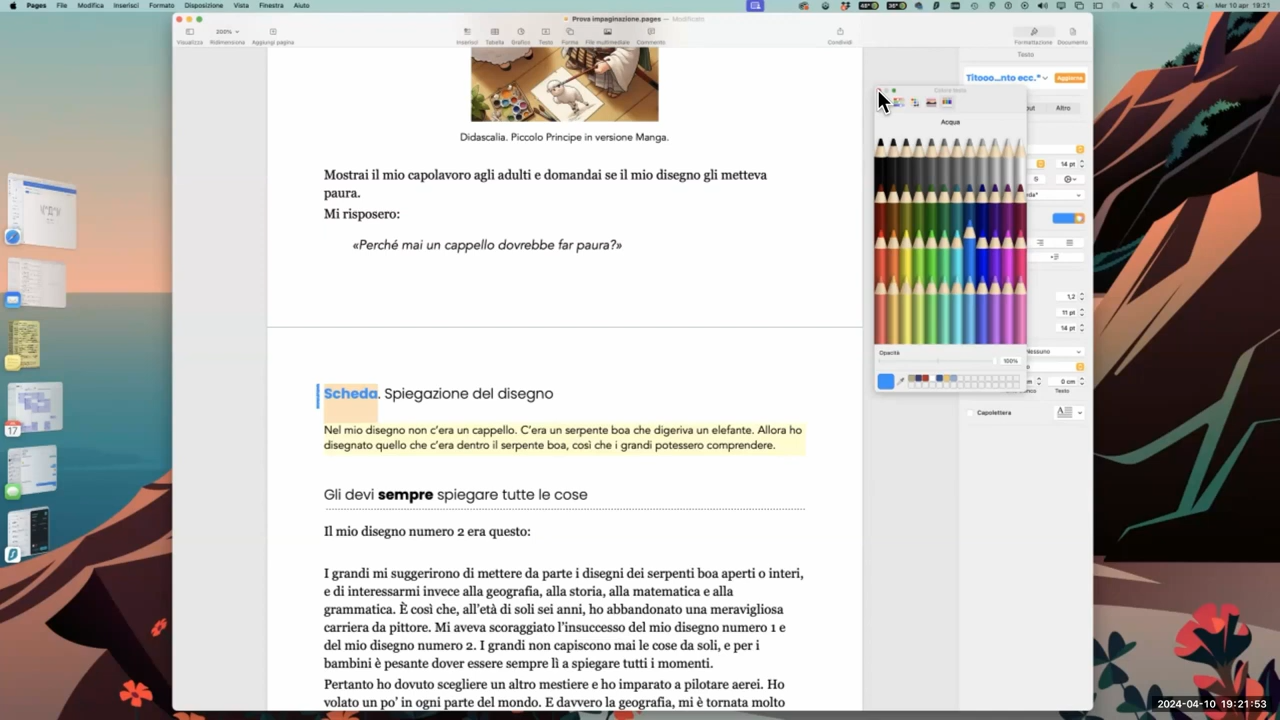 Pages File Modifica Inserisci Formato Disposizione Vista Finestra Aiuto
48° 36° Mer 10 apr 19:21
Prova impaginazione.pages — Modificato
200%
Visualizza Ridimensiona Aggiungi pagina Inserisci Tabella Grafico Testo Forma File multimediale Commento Condividi Formattazione Documento
Testo
Titooo...nto ecc.* Aggiorna
Colore testo
Altro
Acqua
14 pt
S
1,2
11 pt
14 pt
Nessuno
Opacità
100%
0 cm
Testo
Capolettera
17
Didascalia. Piccolo Principe in versione Manga.
Mostrai il mio capolavoro agli adulti e domandai se il mio disegno gli metteva
paura.
Mi risposero:
«Perché mai un cappello dovrebbe far paura?»
Scheda. Spiegazione del disegno
Nel mio disegno non c'era un cappello. C'era un serpente boa che digeriva un elefante. Allora ho
disegnato quello che c'era dentro il serpente boa, così che i grandi potessero comprendere.
Gli devi sempre spiegare tutte le cose
Il mio disegno numero 2 era questo:
I grandi mi suggerirono di mettere da parte i disegni dei serpenti boa aperti o interi,
e di interessarmi invece alla geografia, alla storia, alla matematica e alla
grammatica. È così che, all'età di soli sei anni, ho abbandonato una meravigliosa
carriera da pittore. Mi aveva scoraggiato l'insuccesso del mio disegno numero 1 e
del mio disegno numero 2. I grandi non capiscono mai le cose da soli, e per i
bambini è pesante dover essere sempre lì a spiegare tutti i momenti.
Pertanto ho dovuto scegliere un altro mestiere e ho imparato a pilotare aerei. Ho
volato un po' in ogni parte del mondo. E davvero la geografia, mi è tornata molto
2024-04-10 19:21:53